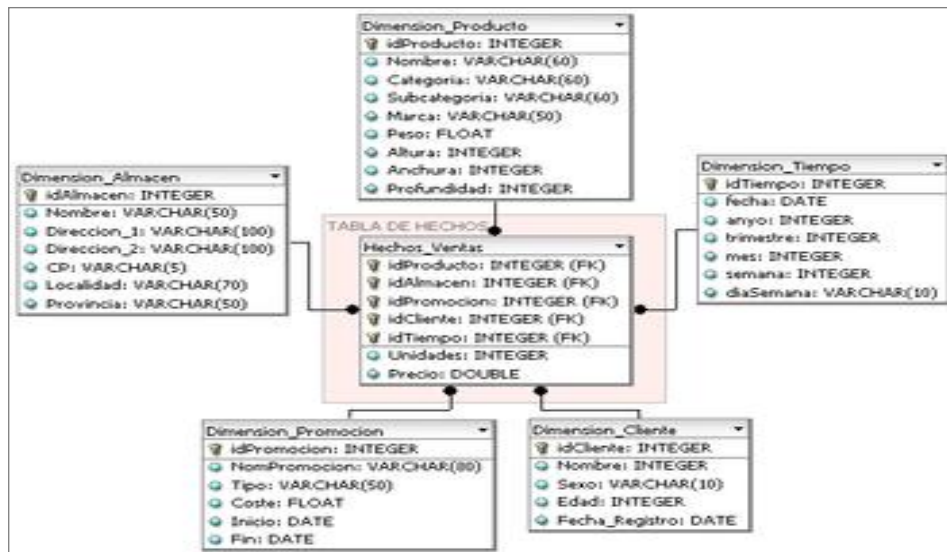 Dimension_Producto
idProducto: INTEGER
Nombre: VARCHAR(60)
Categoria: VARCHAR(60)
Subcategoria: VARCHAR(60)
Marca: VARCHAR(50)
Peso: FLOAT
Altura: INTEGER
Anchura: INTEGER
Profundidad: INTEGER
Dimension_Almacen
idAlmacen: INTEGER
Nombre: VARCHAR(50)
Direccion_1: VARCHAR(100)
Direccion_2: VARCHAR(100)
CP: VARCHAR(5)
Localidad: VARCHAR(70)
Provincia: VARCHAR(50)
Dimension_Tiempo
idTiempo: INTEGER
fecha: DATE
anyo: INTEGER
trimestre: INTEGER
mes: INTEGER
semana: INTEGER
diaSemana: VARCHAR(10)
TABLA DE HECHOS
Hechos_Ventas
idProducto: INTEGER (FK)
idAlmacen: INTEGER (FK)
idPromocion: INTEGER (FK)
idCliente: INTEGER (FK)
idTiempo: INTEGER (FK)
Unidades: INTEGER
Precio: DOUBLE
Dimension_Promocion
idPromocion: INTEGER
NomPromocion: VARCHAR(80)
Tipo: VARCHAR(50)
Coste: FLOAT
Inicio: DATE
Fin: DATE
Dimension_Cliente
idCliente: INTEGER
Nombre: INTEGER
Sexo: VARCHAR(10)
Edad: INTEGER
Fecha_Registro: DATE